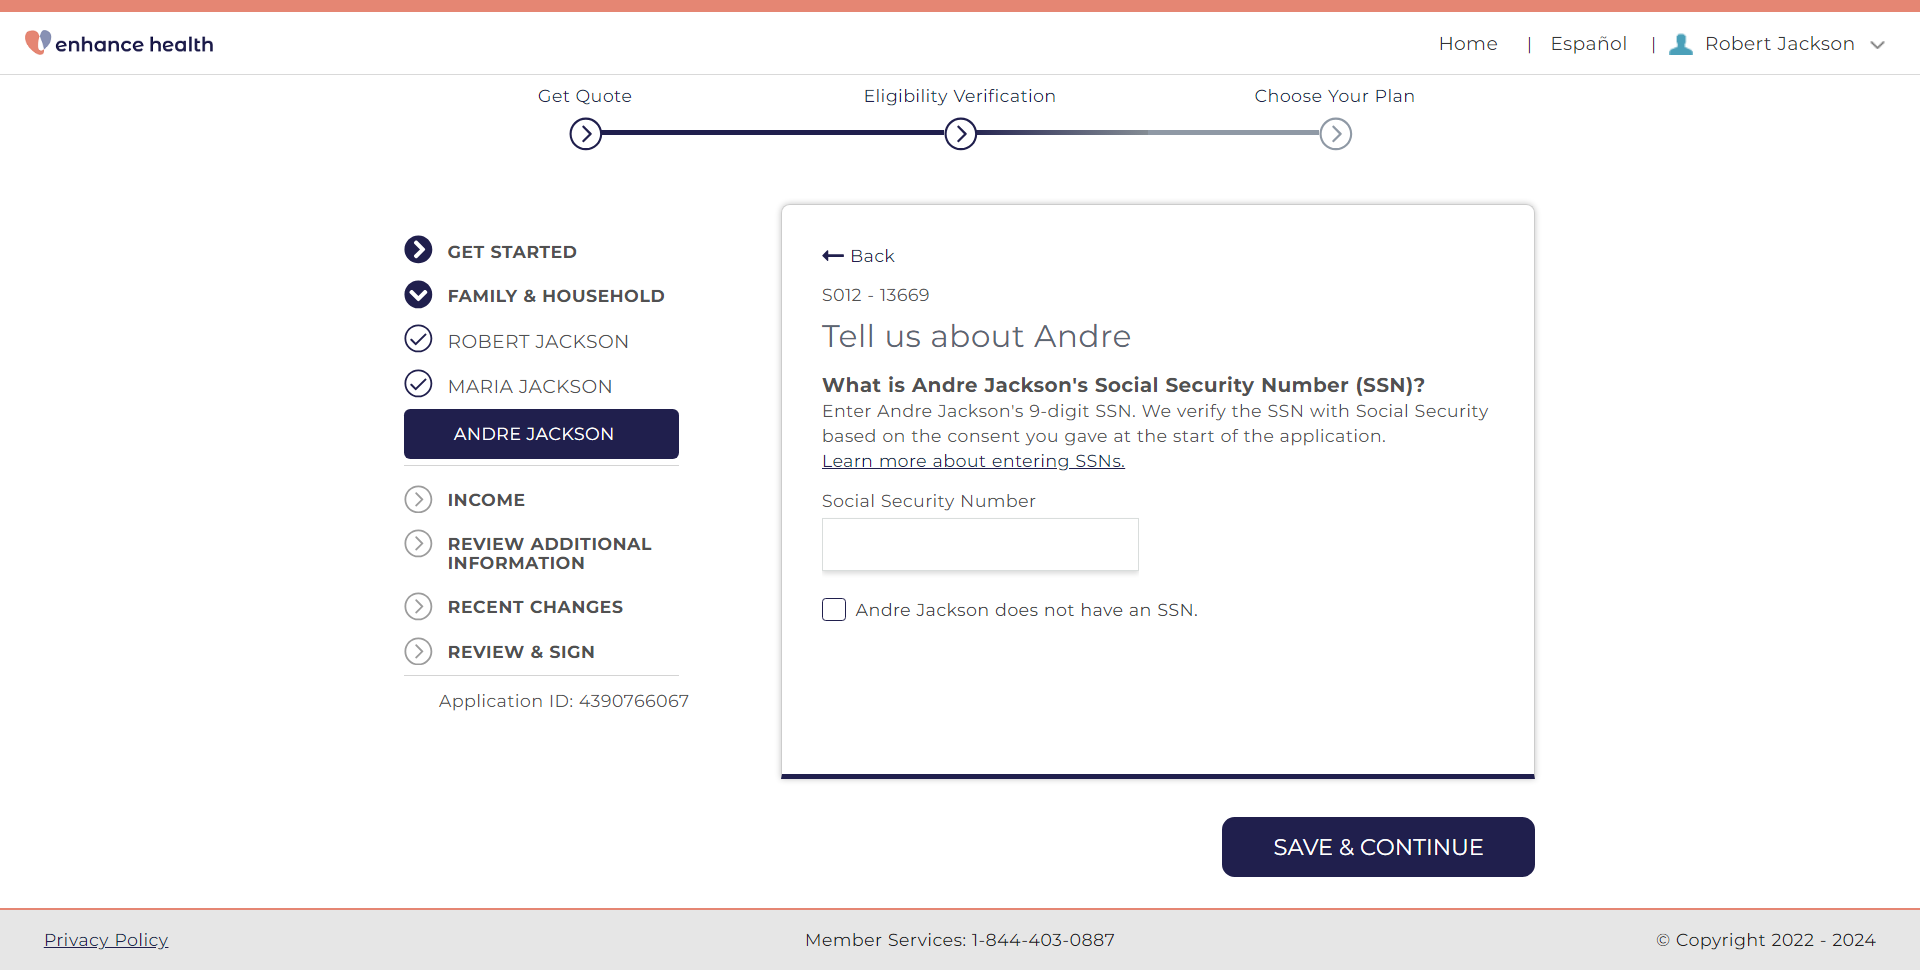 enhance health
Home | Español | Robert Jackson
Get Quote
Eligibility Verification
Choose Your Plan
GET STARTED
FAMILY & HOUSEHOLD
ROBERT JACKSON
MARIA JACKSON
ANDRE JACKSON
INCOME
REVIEW ADDITIONAL
INFORMATION
RECENT CHANGES
REVIEW & SIGN
Application ID: 4390766067
Back
S012 - 13669
Tell us about Andre
What is Andre Jackson's Social Security Number (SSN)?
Enter Andre Jackson's 9-digit SSN. We verify the SSN with Social Security
based on the consent you gave at the start of the application.
Learn more about entering SSNs.
Social Security Number
Andre Jackson does not have an SSN.
SAVE & CONTINUE
Privacy Policy
Member Services: 1-844-403-0887
© Copyright 2022 - 2024